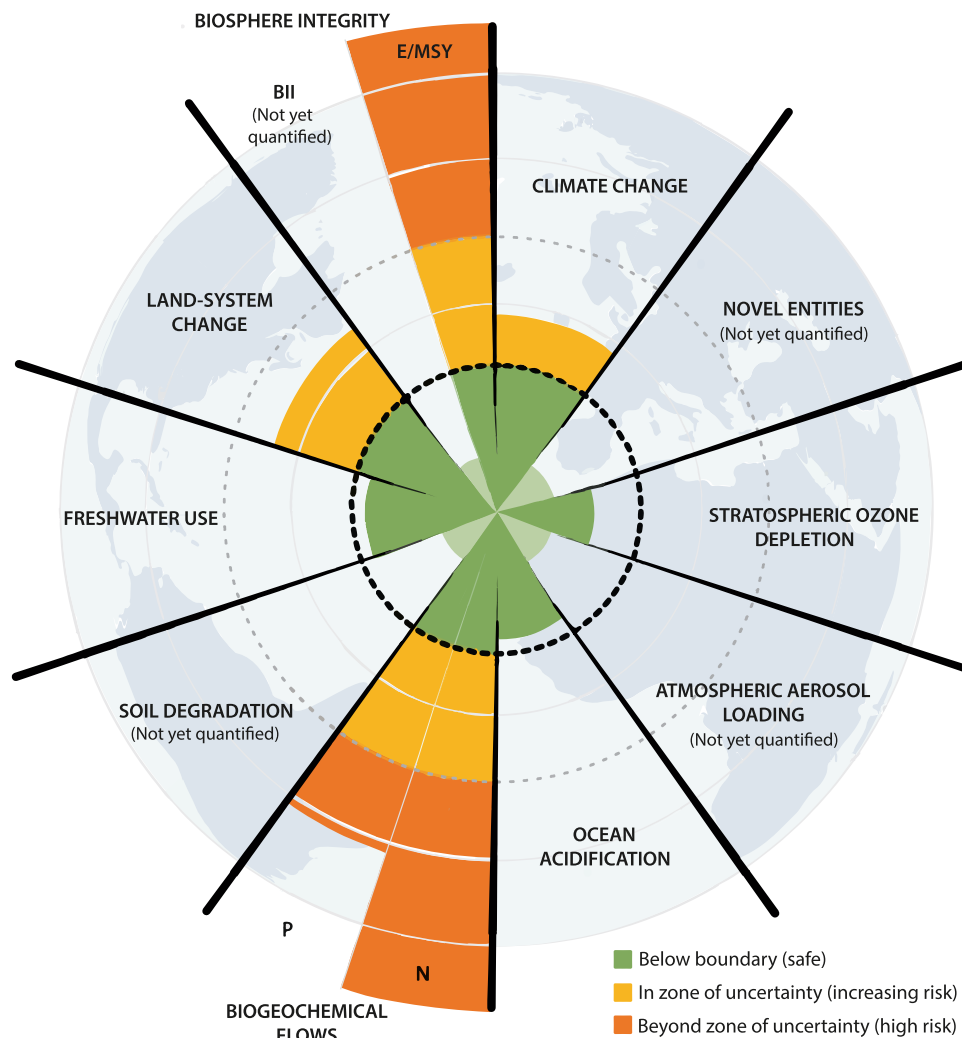 BIOSPHERE INTEGRITY
E/MSY
BII
(Not yet
quantified)
CLIMATE CHANGE
LAND-SYSTEM
CHANGE
NOVEL ENTITIES
(Not yet quantified)
FRESHWATER USE
STRATOSPHERIC OZONE
DEPLETION
SOIL DEGRADATION
(Not yet quantified)
ATMOSPHERIC AEROSOL
LOADING
(Not yet quantified)
OCEAN
ACIDIFICATION
P
N
BIOGEOCHEMICAL
FLOWS
Below boundary (safe)
In zone of uncertainty (increasing risk)
Beyond zone of uncertainty (high risk)